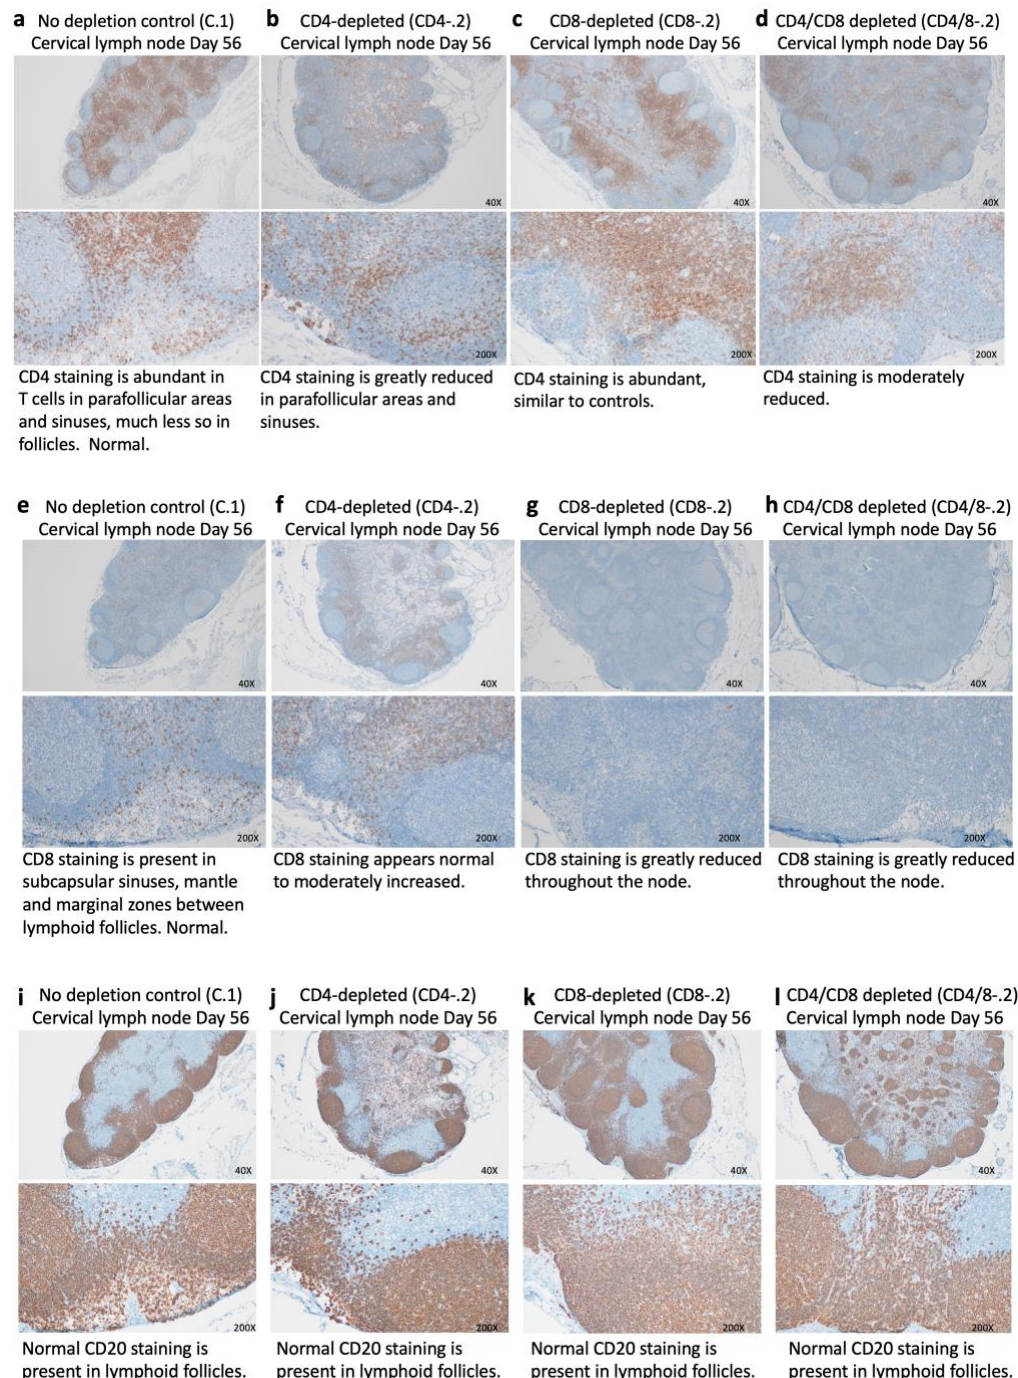 a No depletion control (C.1)
Cervical lymph node Day 56
b CD4-depleted (CD4-.2)
Cervical lymph node Day 56
c CD8-depleted (CD8-.2)
Cervical lymph node Day 56
d CD4/CD8 depleted (CD4/8-.2)
Cervical lymph node Day 56
40X
40X
40X
200X
200X
200X
CD4 staining is abundant in
T cells in parafollicular areas
and sinuses, much less so in
follicles.  Normal.
CD4 staining is greatly reduced
in parafollicular areas and
sinuses.
CD4 staining is abundant,
similar to controls.
CD4 staining is moderately
reduced.
e No depletion control (C.1)
Cervical lymph node Day 56
f CD4-depleted (CD4-.2)
Cervical lymph node Day 56
g CD8-depleted (CD8-.2)
Cervical lymph node Day 56
h CD4/CD8 depleted (CD4/8-.2)
Cervical lymph node Day 56
40X
40X
40X
40X
200X
200X
200X
200X
CD8 staining is present in
subcapsular sinuses, mantle
and marginal zones between
lymphoid follicles. Normal.
CD8 staining appears normal
to moderately increased.
CD8 staining is greatly reduced
throughout the node.
CD8 staining is greatly reduced
throughout the node.
i No depletion control (C.1)
Cervical lymph node Day 56
j CD4-depleted (CD4-.2)
Cervical lymph node Day 56
k CD8-depleted (CD8-.2)
Cervical lymph node Day 56
l CD4/CD8 depleted (CD4/8-.2)
Cervical lymph node Day 56
40X
40X
40X
40X
200X
200X
200X
200X
Normal CD20 staining is
present in lymphoid follicles.
Normal CD20 staining is
present in lymphoid follicles.
Normal CD20 staining is
present in lymphoid follicles.
Normal CD20 staining is
present in lymphoid follicles.